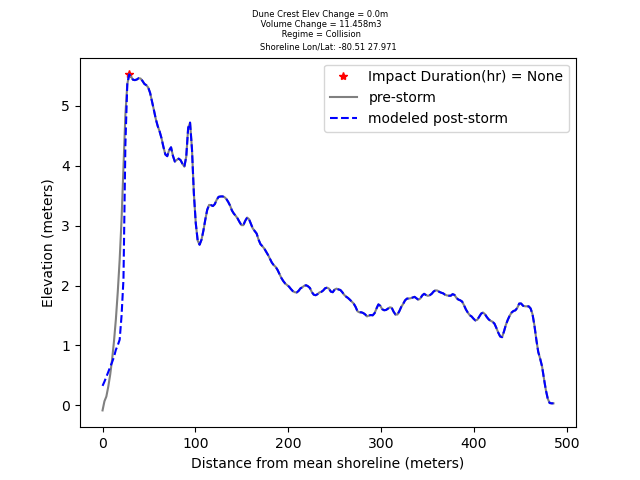 Dune Crest Elev Change = 0.0m
Volume Change = 11.458m3
Regime = Collision
Shoreline Lon/Lat: -80.51 27.971
Impact Duration(hr) = None
pre-storm
modeled post-storm
Elevation (meters)
5
4
3
2
1
0
0 100 200 300 400 500
Distance from mean shoreline (meters)